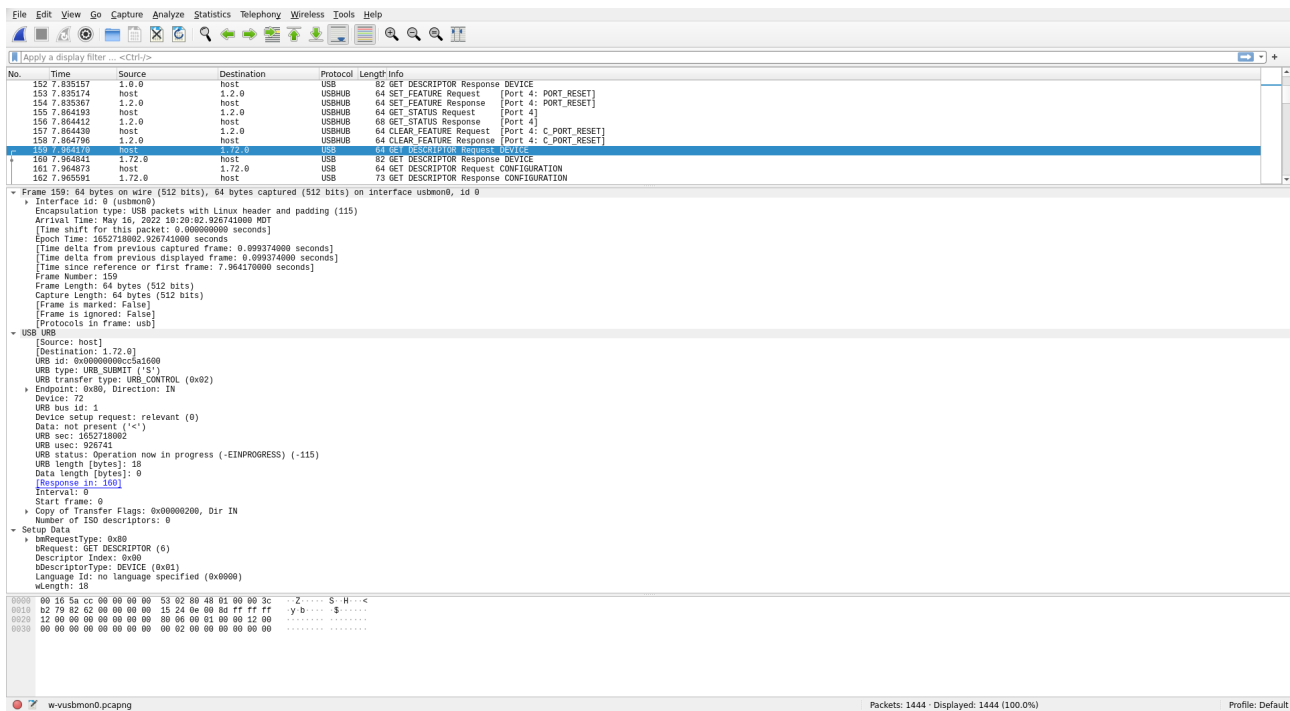 File Edit View Go Capture Analyze Statistics Telephony Wireless Tools Help
Apply a display filter ... <Ctrl-/>
No. Time Source Destination Protocol Length Info
152 7.835157 1.0.0 host USB 82 GET DESCRIPTOR Response DEVICE
153 7.835174 host 1.2.0 USBHUB 64 SET_FEATURE Request [Port 4: PORT_RESET]
154 7.835367 1.2.0 host USBHUB 64 SET_FEATURE Response [Port 4: PORT_RESET]
155 7.864193 host 1.2.0 USBHUB 64 GET_STATUS Request [Port 4]
156 7.864412 1.2.0 host USBHUB 68 GET_STATUS Response [Port 4]
157 7.864430 host 1.2.0 USBHUB 64 CLEAR_FEATURE Request [Port 4: C_PORT_RESET]
158 7.864796 1.2.0 host USBHUB 64 CLEAR_FEATURE Response [Port 4: C_PORT_RESET]
159 7.964170 host 1.72.0 USB 64 GET DESCRIPTOR Request DEVICE
160 7.964841 1.72.0 host USB 82 GET DESCRIPTOR Response DEVICE
161 7.964873 host 1.72.0 USB 64 GET DESCRIPTOR Request CONFIGURATION
162 7.965591 1.72.0 host USB 73 GET DESCRIPTOR Response CONFIGURATION
Frame 159: 64 bytes on wire (512 bits), 64 bytes captured (512 bits) on interface usbmon0, id 0
Interface id: 0 (usbmon0)
Encapsulation type: USB packets with Linux header and padding (115)
Arrival Time: May 16, 2022 10:20:02.926741000 MDT
[Time shift for this packet: 0.000000000 seconds]
Epoch Time: 1652718002.926741000 seconds
[Time delta from previous captured frame: 0.099374000 seconds]
[Time delta from previous displayed frame: 0.099374000 seconds]
[Time since reference or first frame: 7.964170000 seconds]
Frame Number: 159
Frame Length: 64 bytes (512 bits)
Capture Length: 64 bytes (512 bits)
[Frame is marked: False]
[Frame is ignored: False]
[Protocols in frame: usb]
USB URB
[Source: host]
[Destination: 1.72.0]
URB id: 0x00000000cc5a1600
URB type: URB_SUBMIT ('S')
URB transfer type: URB_CONTROL (0x02)
Endpoint: 0x80, Direction: IN
Device: 72
URB bus id: 1
Device setup request: relevant (0)
Data: not present ('<')
URB sec: 1652718002
URB usec: 926741
URB status: Operation now in progress (-EINPROGRESS) (-115)
URB length [bytes]: 18
Data length [bytes]: 0
[Response in: 160]
Interval: 0
Start frame: 0
Copy of Transfer Flags: 0x00000200, Dir IN
Number of ISO descriptors: 0
Setup Data
bmRequestType: 0x80
bRequest: GET DESCRIPTOR (6)
Descriptor Index: 0x00
bDescriptorType: DEVICE (0x01)
Language Id: no language specified (0x0000)
wLength: 18
0000 00 16 5a cc 00 00 00 00 53 02 80 48 01 00 00 3c ··Z····· S··H···<
0010 b2 79 82 62 00 00 00 00 15 24 0e 00 8d ff ff ff ·y·b···· ·$······
0020 12 00 00 00 00 00 00 00 80 06 00 01 00 00 12 00 ········ ········
0030 00 00 00 00 00 00 00 00 00 02 00 00 00 00 00 00 ········ ········
w-vusbmon0.pcapng Packets: 1444 · Displayed: 1444 (100.0%) Profile: Default